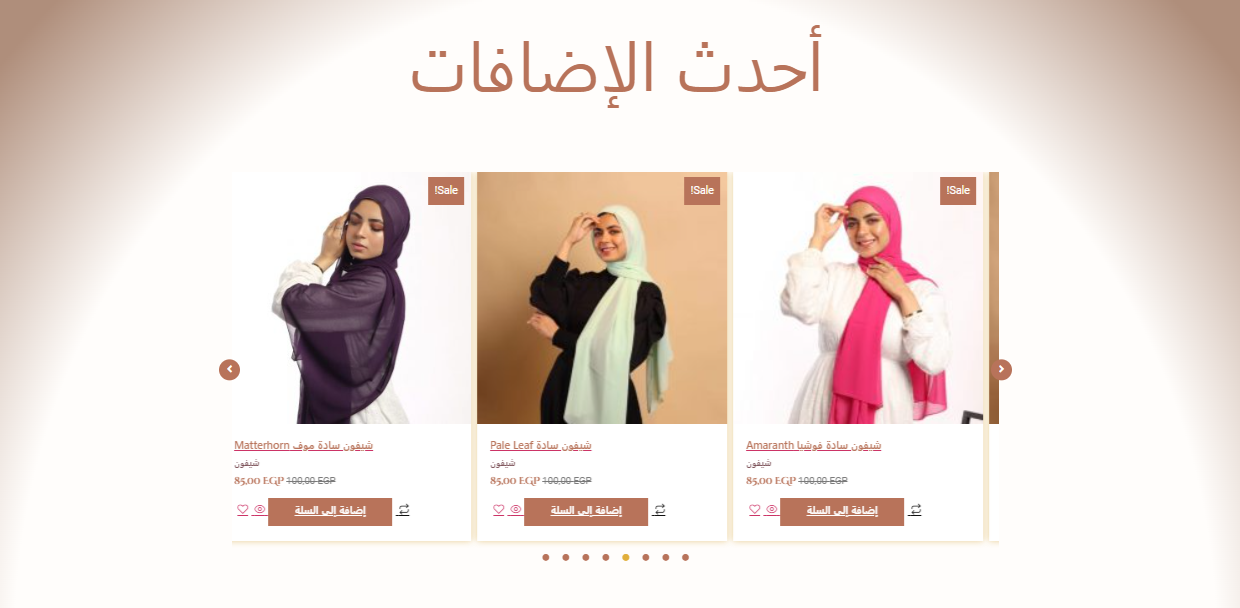 أحدث الإضافات
Sale!
Sale!
Sale!
شيفون سادة موف Matterhorn
شيفون
85,00 EGP 100,00 EGP
إضافة إلى السلة
شيفون سادة Pale Leaf
شيفون
85,00 EGP 100,00 EGP
إضافة إلى السلة
شيفون سادة فوشيا Amaranth
شيفون
85,00 EGP 100,00 EGP
إضافة إلى السلة